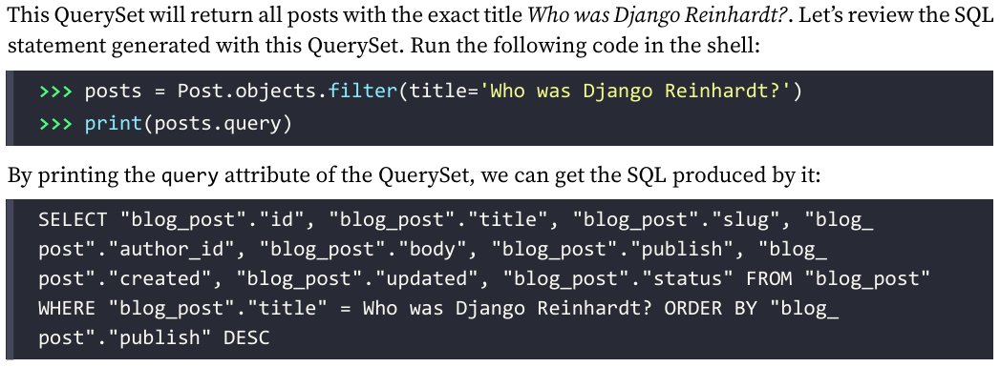 This QuerySet will return all posts with the exact title Who was Django Reinhardt?. Let’s review the SQL
statement generated with this QuerySet. Run the following code in the shell:
>>> posts = Post.objects.filter(title='Who was Django Reinhardt?')
>>> print(posts.query)
By printing the query attribute of the QuerySet, we can get the SQL produced by it:
SELECT "blog_post"."id", "blog_post"."title", "blog_post"."slug", "blog_
post"."author_id", "blog_post"."body", "blog_post"."publish", "blog_
post"."created", "blog_post"."updated", "blog_post"."status" FROM "blog_post"
WHERE "blog_post"."title" = Who was Django Reinhardt? ORDER BY "blog_
post"."publish" DESC